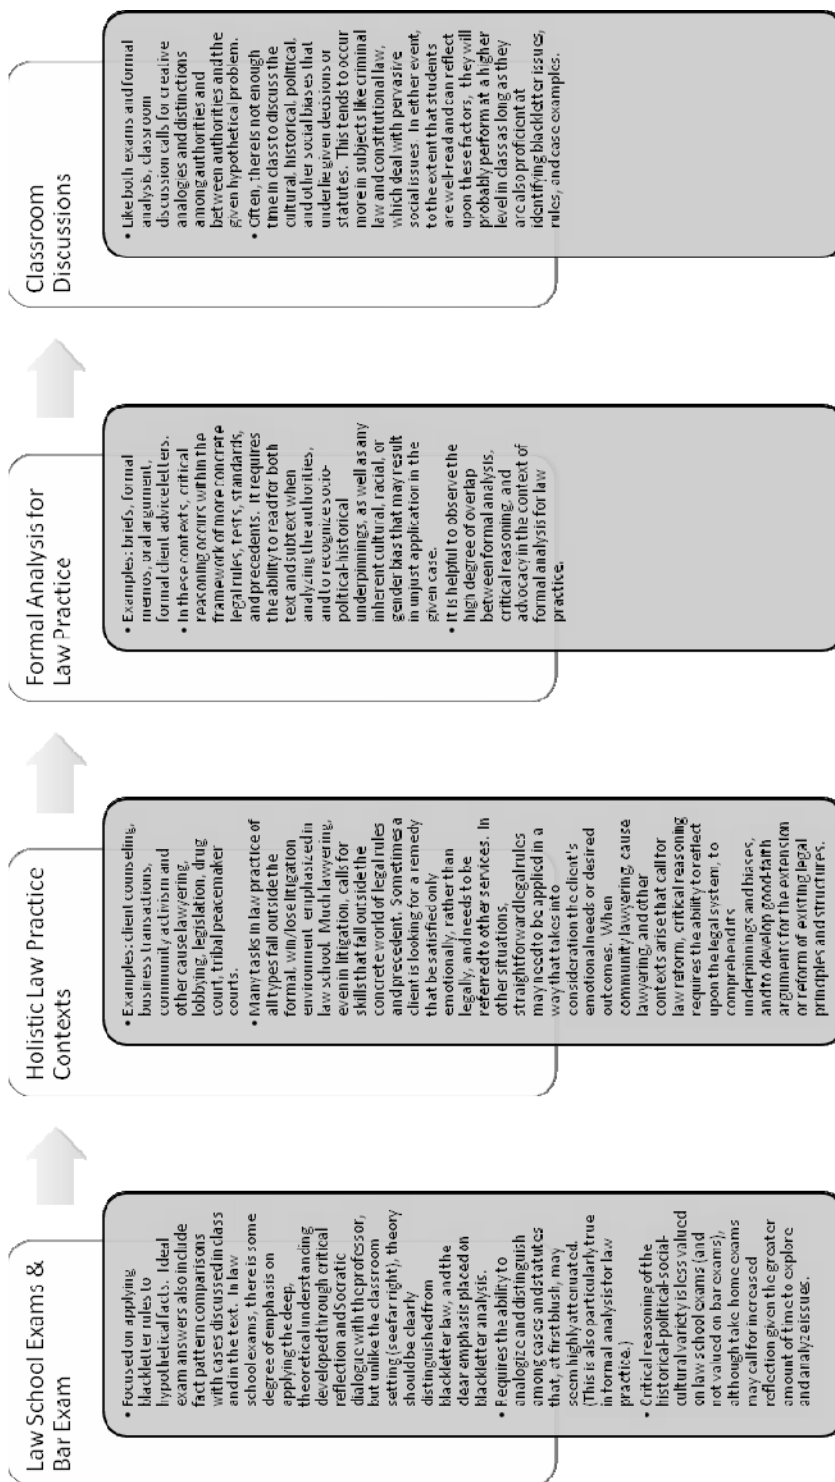 Law School Exams &
Bar Exam
• Focused on applying
blackletter rules to
hypothetical facts. Ideal
exam answers also include
fact pattern comparisons
with cases discussed in class
and in the text. In law
school exams, there is some
degree of emphasis on
applying the deep,
theoretical understanding
developed through critical
reflection and Socratic
dialogue with the professor,
but unlike the classroom
setting (see far right), theory
should be clearly
distinguished from
blackletter law, and the
clear emphasis placed on
blackletter analysis.
• Requires the ability to
analogize and distinguish
among cases and statutes
that, at first blush, may
seem highly attenuated.
(This is also particularly true
in formal analysis for law
practice.)
• Critical reasoning of the
historical-political-social-
cultural variety is less valued
on law school exams (and
not valued on bar exams),
although take home exams
may call for increased
reflection given the greater
amount of time to explore
and analyze issues.
Holistic Law Practice
Contexts
• Examples: client counseling,
business transactions,
community activism and
other cause lawyering,
lobbying, legislation, drug
court, tribal peacemaker
courts.
• Many tasks in law practice of
all types fall outside the
formal, win/lose litigation
environment emphasized in
law school. Much lawyering,
even in litigation, calls for
skills that fall outside the
concrete world of legal rules
and precedent. Sometimes a
client is looking for a remedy
that be satisfied only
emotionally, rather than
legally, and needs to be
referred to other services. In
other situations,
straightforward legal rules
may need to be applied in a
way that takes into
consideration the client's
emotional needs or desired
outcomes. When
community lawyering, cause
lawyering, and other
contexts arise that call for
law reform, critical reasoning
requires the ability to reflect
upon the legal system, to
comprehend its
underpinnings and biases,
and to develop good-faith
arguments for the extension
or reform of existing legal
principles and structures.
Formal Analysis for
Law Practice
• Examples: briefs, formal
memos, oral argument,
formal client advice letters.
• In these contexts, critical
reasoning occurs within the
framework of more concrete
legal rules, tests, standards,
and precedents. It requires
the ability to read for both
text and subtext when
analyzing the authorities,
and to recognize socio-
political-historical
underpinnings, as well as any
inherent cultural, racial, or
gender bias that may result
in unjust application in the
given case.
• It is helpful to observe the
high degree of overlap
between formal analysis,
critical reasoning, and
advocacy in the context of
formal analysis for law
practice.
Classroom
Discussions
• Like both exams and formal
analysis, classroom
discussion calls for creative
analogies and distinctions
among authorities and
between authorities and the
given hypothetical problem.
• Often, there is not enough
time in class to discuss the
cultural, historical, political,
and other social biases that
underlie given decisions or
statutes. This tends to occur
more in subjects like criminal
law and constitutional law,
which deal with pervasive
social issues. In either event,
to the extent that students
are well-read and can reflect
upon these factors, they will
probably perform at a higher
level in class as long as they
are also proficient at
identifying blackletter issues,
rules, and case examples.